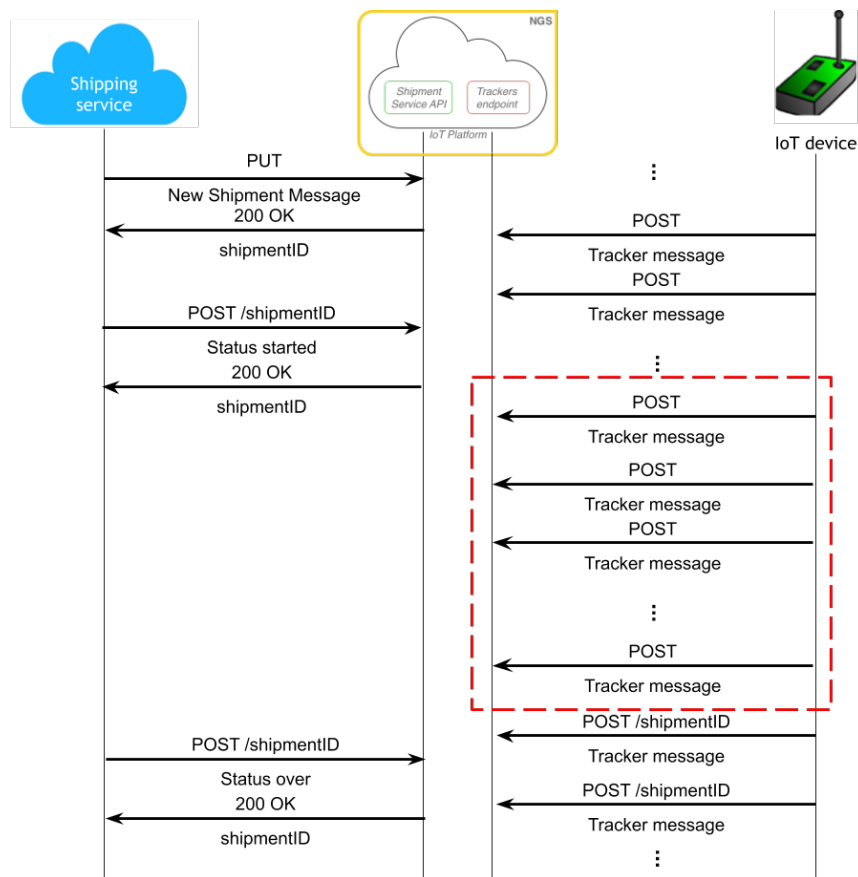 NGS
Shipping
service
Shipment
Service API
Trackers
endpoint
IoT Platform
IoT device
PUT
New Shipment Message
200 OK
shipmentID
POST /shipmentID
Status started
200 OK
shipmentID
POST /shipmentID
Status over
200 OK
shipmentID
...
POST
Tracker message
POST
Tracker message
...
POST
Tracker message
POST
Tracker message
POST
Tracker message
...
POST
Tracker message
POST /shipmentID
Tracker message
POST /shipmentID
Tracker message
...